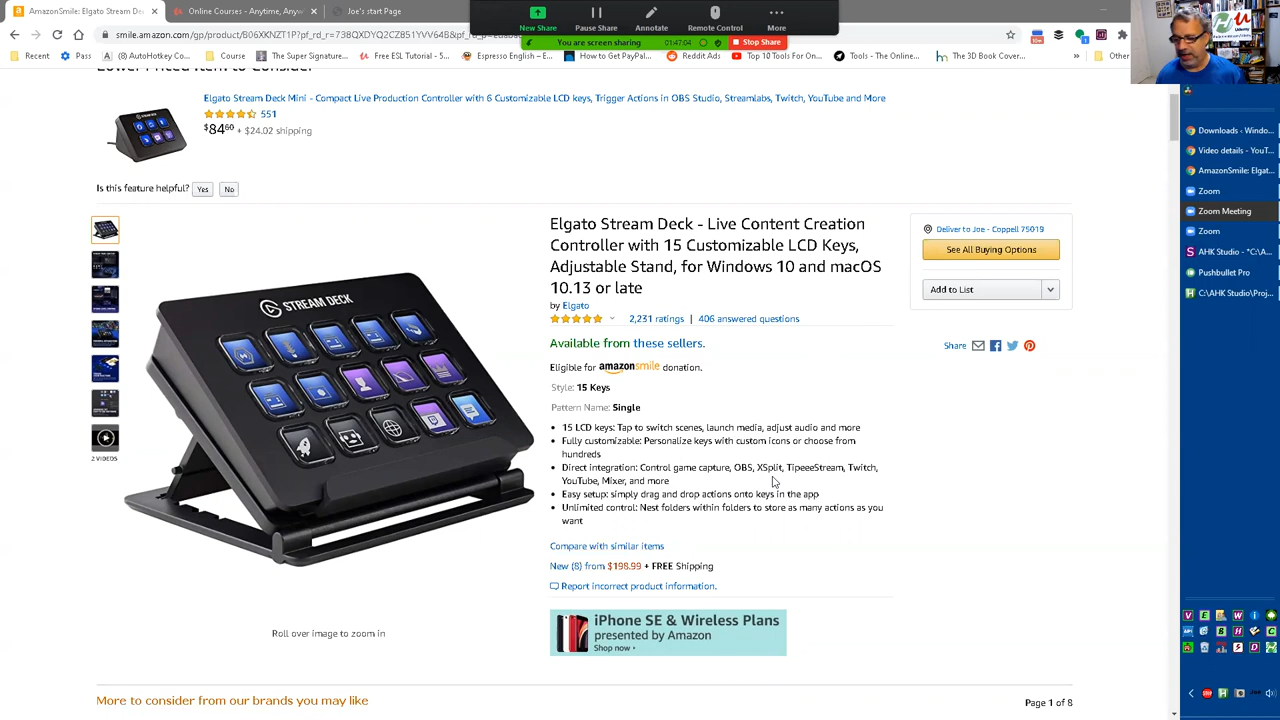 AmazonSmile: Elgato Stream Dec
Online Courses - Anytime, Anyw
Joe's start Page
New Share
Pause Share
Annotate
Remote Control
More
You are screen sharing
01:47:04
Stop Share
Recent
Pass
(8) AutoHotkey Co
Course
The Super Signature
Free ESL Tutorial - 5...
Espresso English - E
How to Get PayPal
Reddit Ads
Top 10 Tools For On...
Tools - The Online...
The 3D Book Cover...
Other
Elgato Stream Deck Mini - Compact Live Production Controller with 6 Customizable LCD keys, Trigger Actions in OBS Studio, Streamlabs, Twitch, YouTube and More
551
$84⁶⁰ + $24.02 shipping
Is this feature helpful? Yes No
2 VIDEOS
STREAM DECK
Roll over image to zoom in
Elgato Stream Deck - Live Content Creation
Controller with 15 Customizable LCD Keys,
Adjustable Stand, for Windows 10 and macOS
10.13 or late
by Elgato
2,231 ratings | 406 answered questions
Available from these sellers.
Eligible for amazonsmile donation.
Style: 15 Keys
Pattern Name: Single
• 15 LCD keys: Tap to switch scenes, launch media, adjust audio and more
• Fully customizable: Personalize keys with custom icons or choose from
hundreds
• Direct integration: Control game capture, OBS, XSplit, TipeeeStream, Twitch,
YouTube, Mixer, and more
• Easy setup: simply drag and drop actions onto keys in the app
• Unlimited control: Nest folders within folders to store as many actions as you
want
Compare with similar items
New (8) from $198.99 + FREE Shipping
Report incorrect product information.
iPhone SE & Wireless Plans
presented by Amazon
Shop now ›
Deliver to Joe - Coppell 75019
See All Buying Options
Add to List
Share
More to consider from our brands you may like
Page 1 of 8
Downloads ‹ Windo...
Video details - YouT...
AmazonSmile: Elgat...
Zoom
Zoom Meeting
Zoom
AHK Studio - *C:\A...
Pushbullet Pro
C:\AHK Studio\Proj...